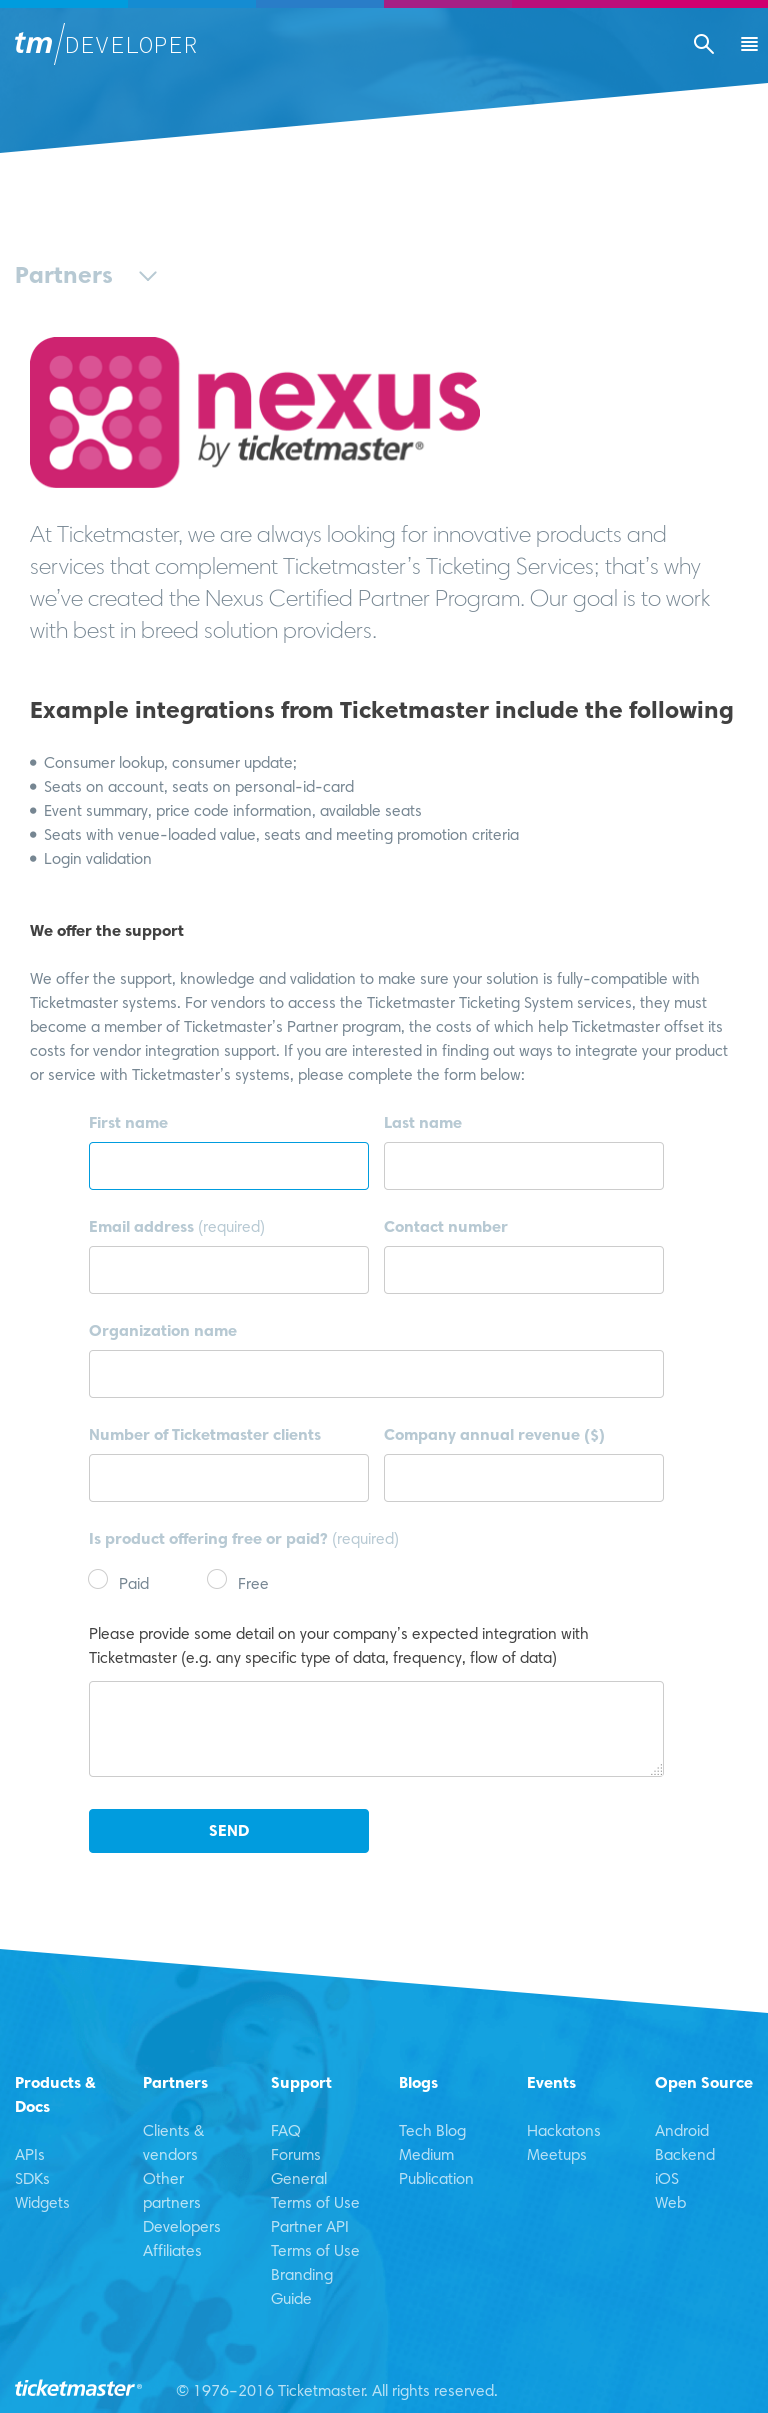 tm/DEVELOPER
Partners
nexus
by ticketmaster®
At Ticketmaster, we are always looking for innovative products and
services that complement Ticketmaster’s Ticketing Services; that’s why
we’ve created the Nexus Certified Partner Program. Our goal is to work
with best in breed solution providers.
Example integrations from Ticketmaster include the following
• Consumer lookup, consumer update;
• Seats on account, seats on personal-id-card
• Event summary, price code information, available seats
• Seats with venue-loaded value, seats and meeting promotion criteria
• Login validation
We offer the support
We offer the support, knowledge and validation to make sure your solution is fully-compatible with
Ticketmaster systems. For vendors to access the Ticketmaster Ticketing System services, they must
become a member of Ticketmaster’s Partner program, the costs of which help Ticketmaster offset its
costs for vendor integration support. If you are interested in finding out ways to integrate your product
or service with Ticketmaster’s systems, please complete the form below:
First name
Last name
Email address (required)
Contact number
Organization name
Number of Ticketmaster clients
Company annual revenue ($)
Is product offering free or paid? (required)
Paid
Free
Please provide some detail on your company’s expected integration with
Ticketmaster (e.g. any specific type of data, frequency, flow of data)
SEND
Products &
Docs
APIs
SDKs
Widgets
Partners
Clients &
vendors
Other
partners
Developers
Affiliates
Support
FAQ
Forums
General
Terms of Use
Partner API
Terms of Use
Branding
Guide
Blogs
Tech Blog
Medium
Publication
Events
Hackatons
Meetups
Open Source
Android
Backend
iOS
Web
ticketmaster®
© 1976–2016 Ticketmaster. All rights reserved.